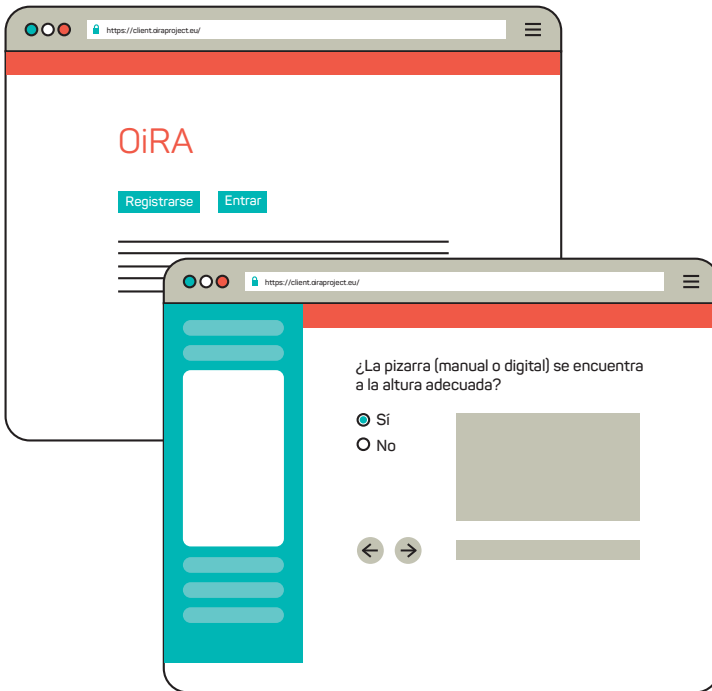 https://client.oiraproject.eu/
OiRA
Registrarse
Entrar
https://client.oiraproject.eu/
¿La pizarra (manual o digital) se encuentra
a la altura adecuada?
Sí
No